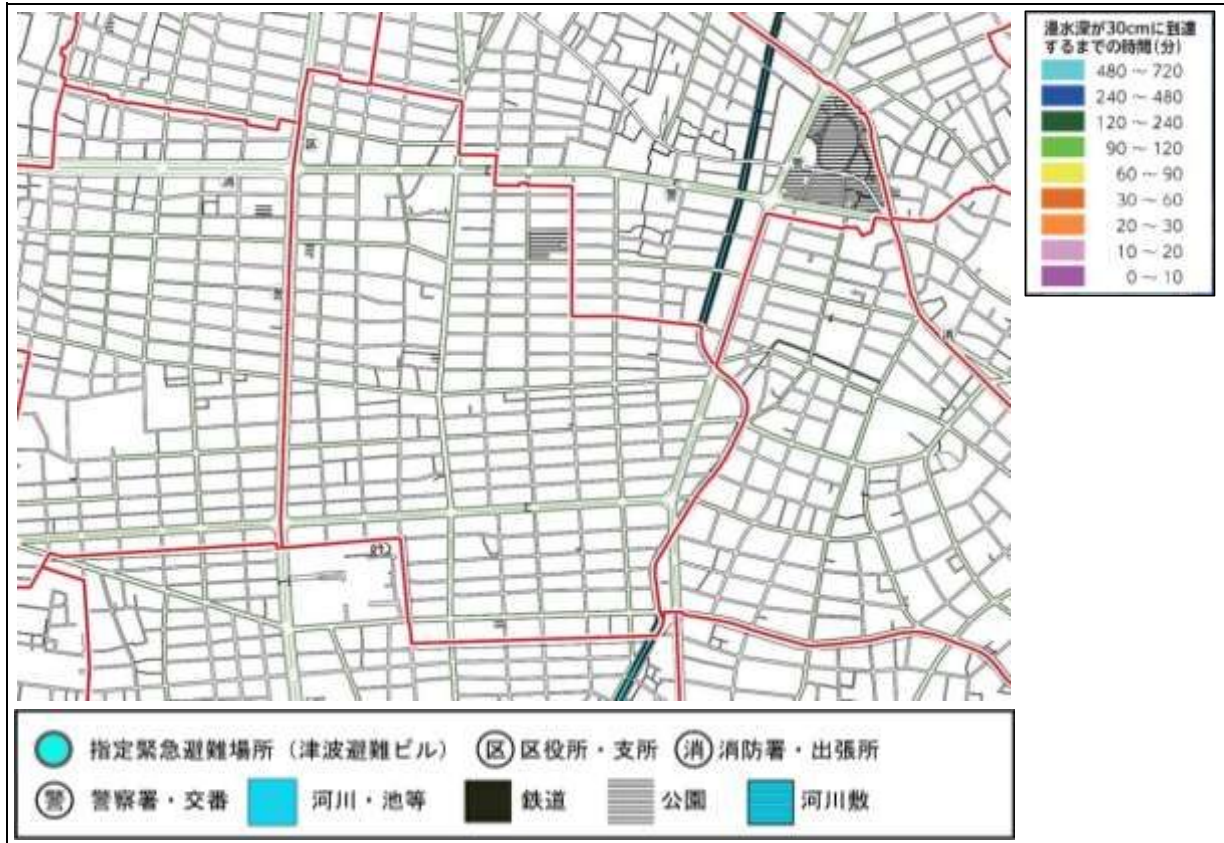 浸水深が30cmに到達
するまでの時間(分)
480～720
240～480
120～240
90～120
60～90
30～60
20～30
10～20
0～10
区
消
指定緊急避難場所（津波避難ビル）
区 区役所・支所
消 消防署・出張所
警 警察署・交番
河川・池等
鉄道
公園
河川敷